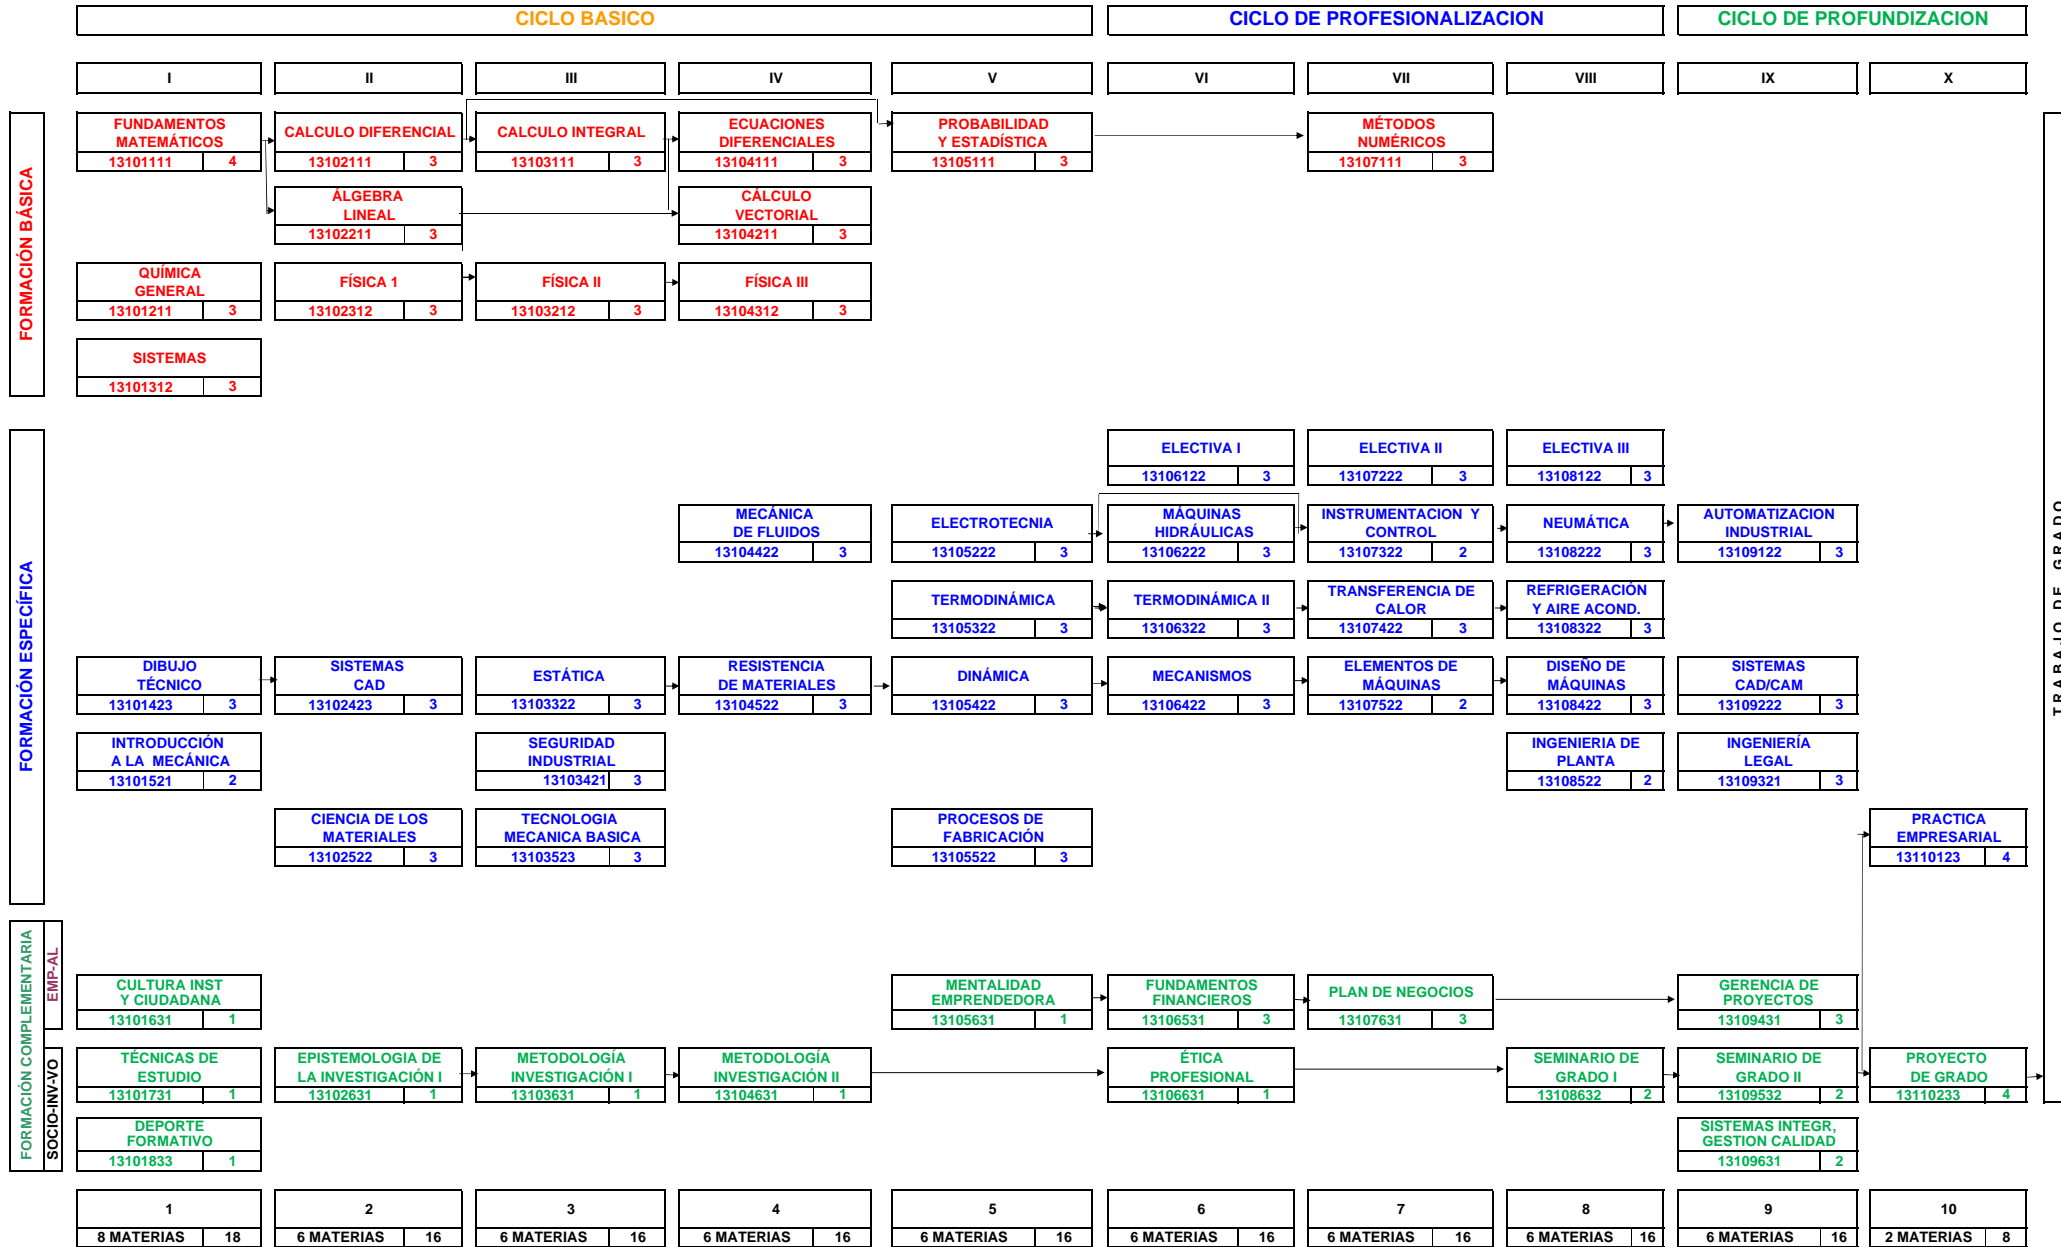 CICLO BASICO
CICLO DE PROFESIONALIZACION
CICLO DE PROFUNDIZACION
I
II
III
IV
V
VI
VII
VIII
IX
X
FORMACIÓN BÁSICA
FUNDAMENTOS
MATEMÁTICOS
13101111 4
CALCULO DIFERENCIAL
13102111 3
CALCULO INTEGRAL
13103111 3
ECUACIONES
DIFERENCIALES
13104111 3
PROBABILIDAD
Y ESTADÍSTICA
13105111 3
MÉTODOS
NUMÉRICOS
13107111 3
ÁLGEBRA
LINEAL
13102211 3
CÁLCULO
VECTORIAL
13104211 3
QUÍMICA
GENERAL
13101211 3
FÍSICA 1
13102312 3
FÍSICA II
13103212 3
FÍSICA III
13104312 3
SISTEMAS
13101312 3
FORMACIÓN ESPECÍFICA
ELECTIVA I
13106122 3
ELECTIVA II
13107222 3
ELECTIVA III
13108122 3
MECÁNICA
DE FLUIDOS
13104422 3
ELECTROTECNIA
13105222 3
MÁQUINAS
HIDRÁULICAS
13106222 3
INSTRUMENTACION Y
CONTROL
13107322 2
NEUMÁTICA
13108222 3
AUTOMATIZACION
INDUSTRIAL
13109122 3
TERMODINÁMICA
13105322 3
TERMODINÁMICA II
13106322 3
TRANSFERENCIA DE
CALOR
13107422 3
REFRIGERACIÓN
Y AIRE ACOND.
13108322 3
DIBUJO
TÉCNICO
13101423 3
SISTEMAS
CAD
13102423 3
ESTÁTICA
13103322 3
RESISTENCIA
DE MATERIALES
13104522 3
DINÁMICA
13105422 3
MECANISMOS
13106422 3
ELEMENTOS DE
MÁQUINAS
13107522 2
DISEÑO DE
MÁQUINAS
13108422 3
SISTEMAS
CAD/CAM
13109222 3
INTRODUCCIÓN
A LA MECÁNICA
13101521 2
SEGURIDAD
INDUSTRIAL
13103421 3
INGENIERIA DE
PLANTA
13108522 2
INGENIERÍA
LEGAL
13109321 3
CIENCIA DE LOS
MATERIALES
13102522 3
TECNOLOGIA
MECANICA BASICA
13103523 3
PROCESOS DE
FABRICACIÓN
13105522 3
PRACTICA
EMPRESARIAL
13110123 4
FORMACIÓN COMPLEMENTARIA
EMP-AL
CULTURA INST
Y CIUDADANA
13101631 1
MENTALIDAD
EMPRENDEDORA
13105631 1
FUNDAMENTOS
FINANCIEROS
13106531 3
PLAN DE NEGOCIOS
13107631 3
GERENCIA DE
PROYECTOS
13109431 3
SOCIO-INV-VO
TÉCNICAS DE
ESTUDIO
13101731 1
EPISTEMOLOGIA DE
LA INVESTIGACIÓN I
13102631 1
METODOLOGÍA
INVESTIGACIÓN I
13103631 1
METODOLOGÍA
INVESTIGACIÓN II
13104631 1
ÉTICA
PROFESIONAL
13106631 1
SEMINARIO DE
GRADO I
13108632 2
SEMINARIO DE
GRADO II
13109532 2
PROYECTO
DE GRADO
13110233 4
DEPORTE
FORMATIVO
13101833 1
SISTEMAS INTEGR,
GESTION CALIDAD
13109631 2
TRABAJO DE GRADO
1
8 MATERIAS 18
2
6 MATERIAS 16
3
6 MATERIAS 16
4
6 MATERIAS 16
5
6 MATERIAS 16
6
6 MATERIAS 16
7
6 MATERIAS 16
8
6 MATERIAS 16
9
6 MATERIAS 16
10
2 MATERIAS 8